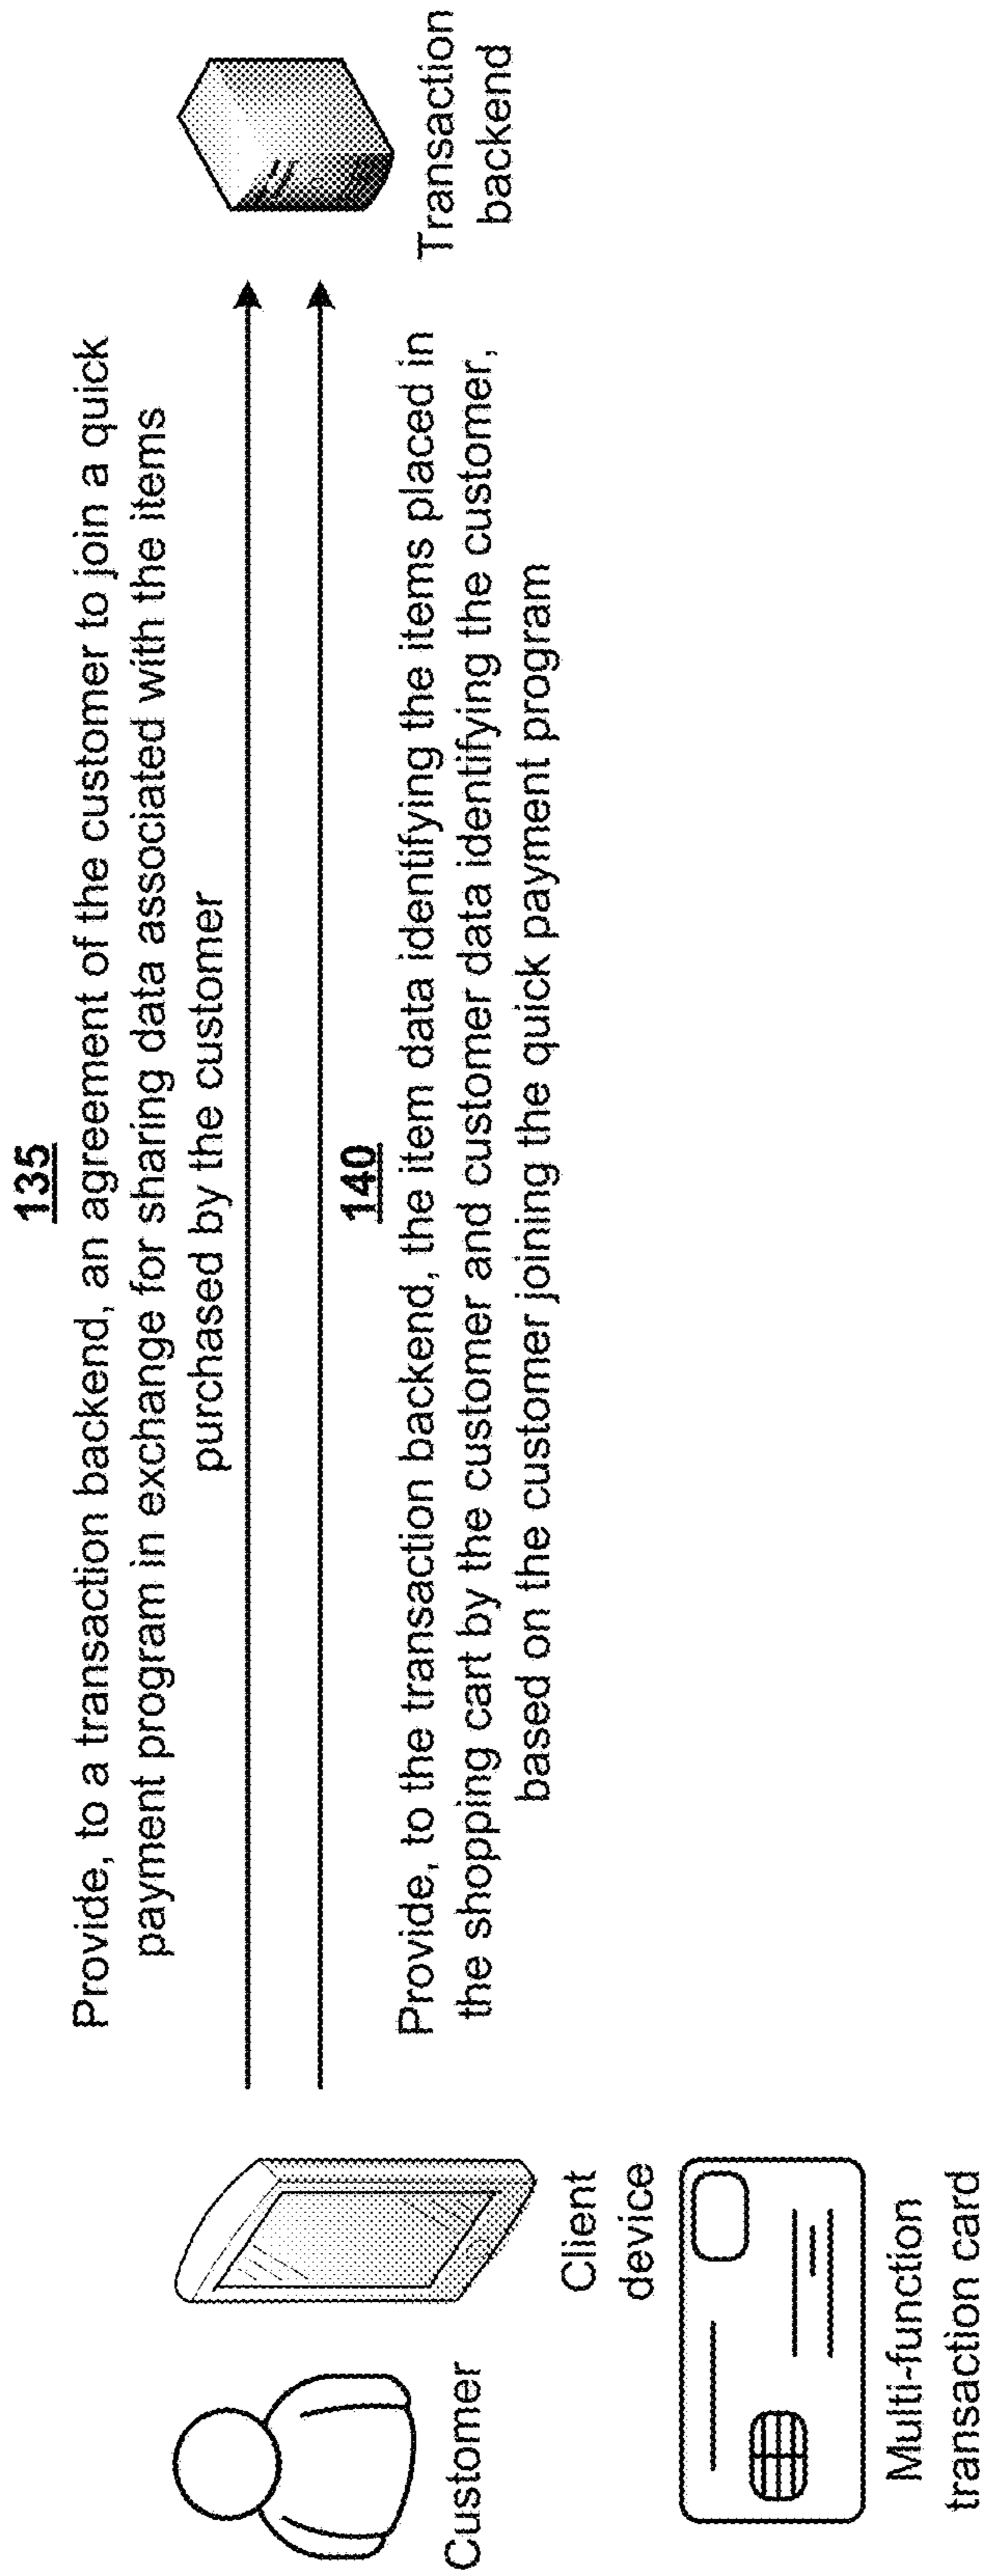 135
Provide, to a transaction backend, an agreement of the customer to join a quick
payment program in exchange for sharing data associated with the items
purchased by the customer
140
Provide, to the transaction backend, the item data identifying the items placed in
the shopping cart by the customer and customer data identifying the customer,
based on the customer joining the quick payment program
Transaction
backend
Customer
Client
device
Multi-function
transaction card